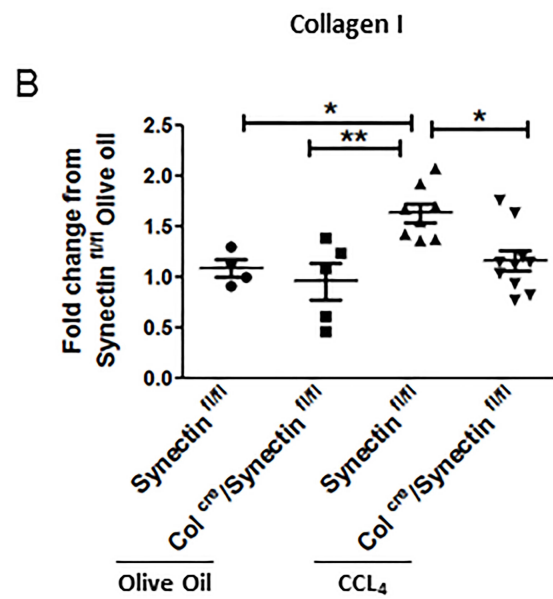 Collagen I
B
* *
**
Fold change from
Synectin fl/fl Olive oil
2.5
2.0
1.5
1.0
0.5
0.0
Synectin fl/fl
Col cre/Synectin fl/fl
Synectin fl/fl
Col cre/Synectin fl/fl
Olive Oil CCL₄